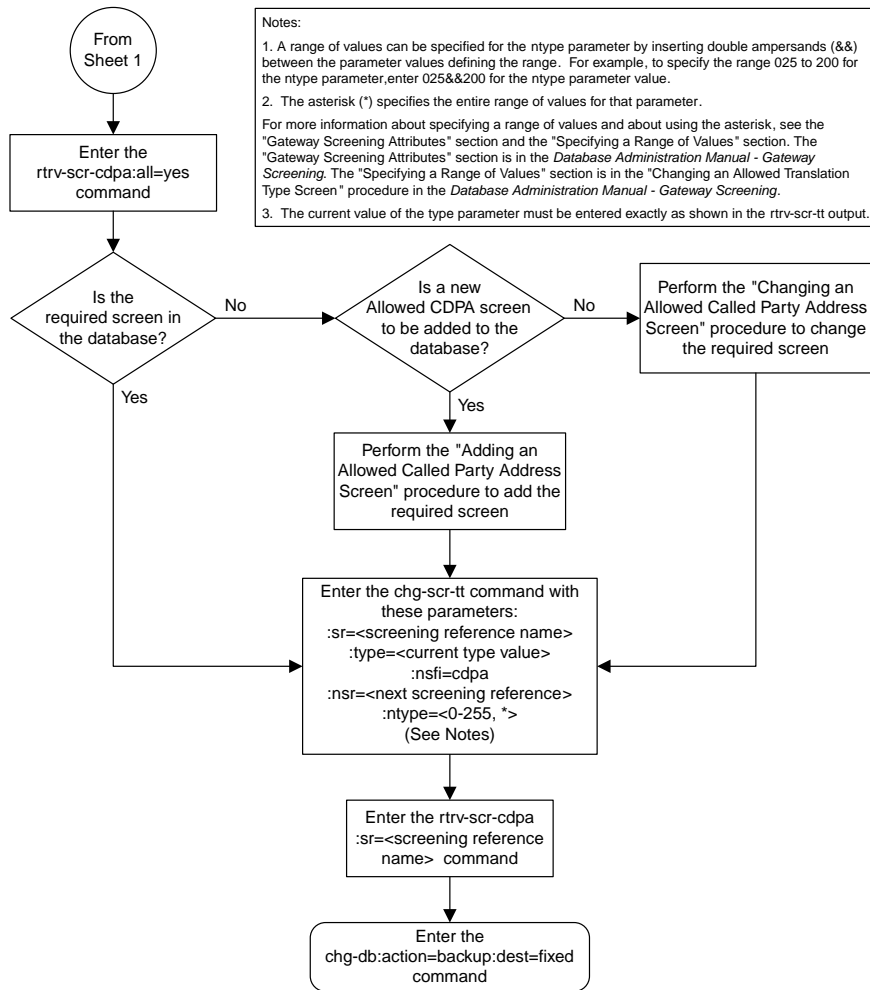 From
Sheet 1
Notes:
1. A range of values can be specified for the ntype parameter by inserting double ampersands (&&)
between the parameter values defining the range. For example, to specify the range 025 to 200 for
the ntype parameter,enter 025&&200 for the ntype parameter value.
2. The asterisk (*) specifies the entire range of values for that parameter.
For more information about specifying a range of values and about using the asterisk, see the
"Gateway Screening Attributes" section and the "Specifying a Range of Values" section. The
"Gateway Screening Attributes" section is in the Database Administration Manual - Gateway
Screening. The "Specifying a Range of Values" section is in the "Changing an Allowed Translation
Type Screen" procedure in the Database Administration Manual - Gateway Screening.
3. The current value of the type parameter must be entered exactly as shown in the rtrv-scr-tt output.
Enter the
rtrv-scr-cdpa:all=yes
command
Is the
required screen in
the database?
No
Yes
Is a new
Allowed CDPA screen
to be added to the
database?
No
Yes
Perform the "Changing an
Allowed Called Party Address
Screen" procedure to change
the required screen
Perform the "Adding an
Allowed Called Party Address
Screen" procedure to add the
required screen
Enter the chg-scr-tt command with
these parameters:
:sr=<screening reference name>
:type=<current type value>
:nsfi=cdpa
:nsr=<next screening reference>
:ntype=<0-255, *>
(See Notes)
Enter the rtrv-scr-cdpa
:sr=<screening reference
name> command
Enter the
chg-db:action=backup:dest=fixed
command